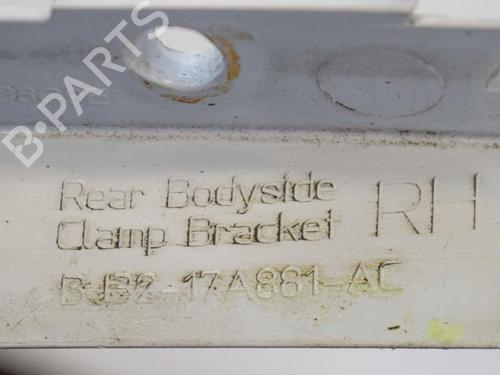 B-PARTS
Rear Bodyside
Clamp Bracket RH
BJ32-17A881-AC